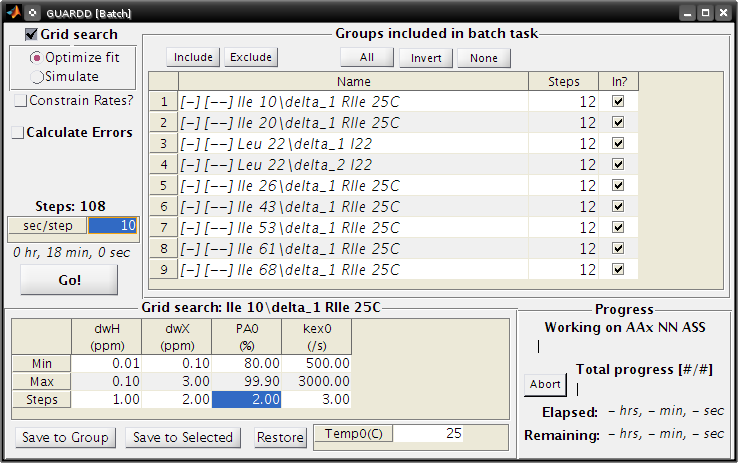 GUARDD [Batch]
Grid search
Optimize fit
Simulate
Constrain Rates?
Calculate Errors
Steps: 108
sec/step 10
0 hr, 18 min, 0 sec
Go!
Groups included in batch task
Include Exclude All Invert None
Name Steps In?
1 [-] [--] Ile 10\delta_1 RIle 25C 12
2 [-] [--] Ile 20\delta_1 RIle 25C 12
3 [-] [--] Leu 22\delta_1 l22 12
4 [-] [--] Leu 22\delta_2 l22 12
5 [-] [--] Ile 26\delta_1 RIle 25C 12
6 [-] [--] Ile 43\delta_1 RIle 25C 12
7 [-] [--] Ile 53\delta_1 RIle 25C 12
8 [-] [--] Ile 61\delta_1 RIle 25C 12
9 [-] [--] Ile 68\delta_1 RIle 25C 12
Grid search: Ile 10\delta_1 RIle 25C
dwH dwX PA0 kex0
(ppm) (ppm) (%) (/s)
Min 0.01 0.10 80.00 500.00
Max 0.10 3.00 99.90 3000.00
Steps 1.00 2.00 2.00 3.00
Save to Group Save to Selected Restore Temp0(C) 25
Progress
Working on AAx NN ASS
Total progress [#/#]
Abort
Elapsed: - hrs, - min, - sec
Remaining: - hrs, - min, - sec